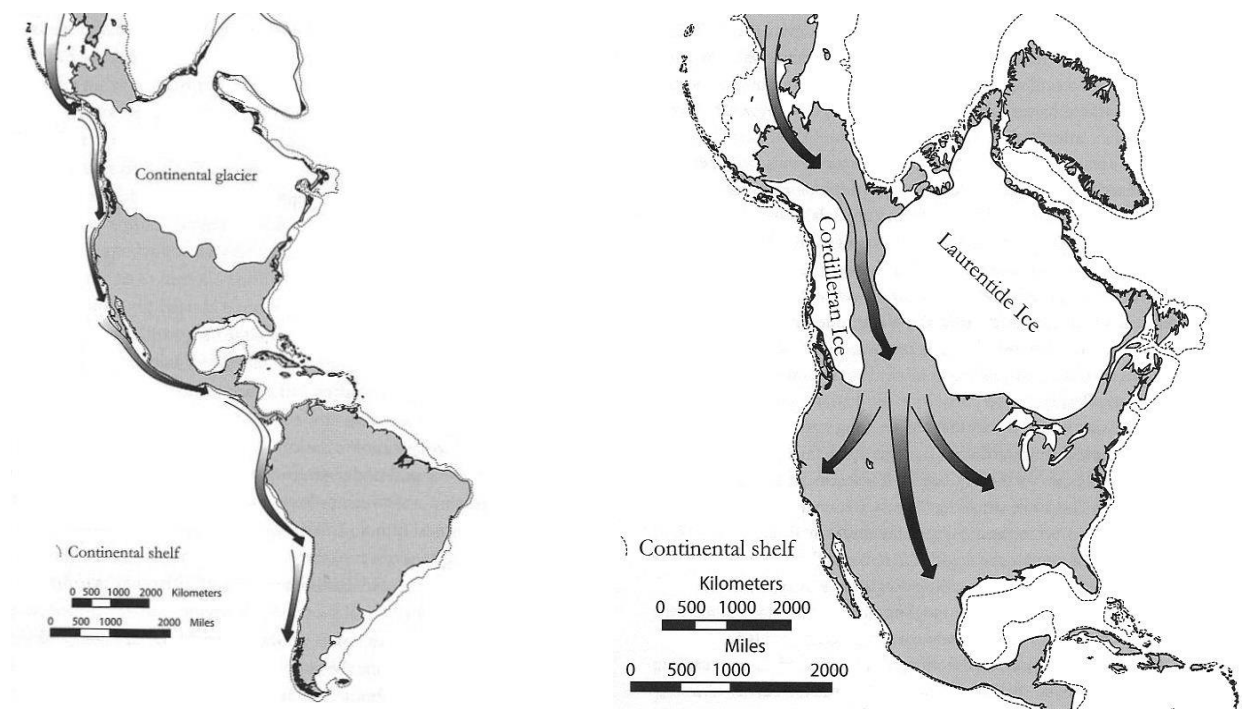 Continental glacier
Continental shelf
0 500 1000 2000 Kilometers
0 500 1000 2000 Miles
Cordilleran Ice
Laurentide Ice
Continental shelf
Kilometers
0 500 1000 2000
Miles
0 500 1000 2000